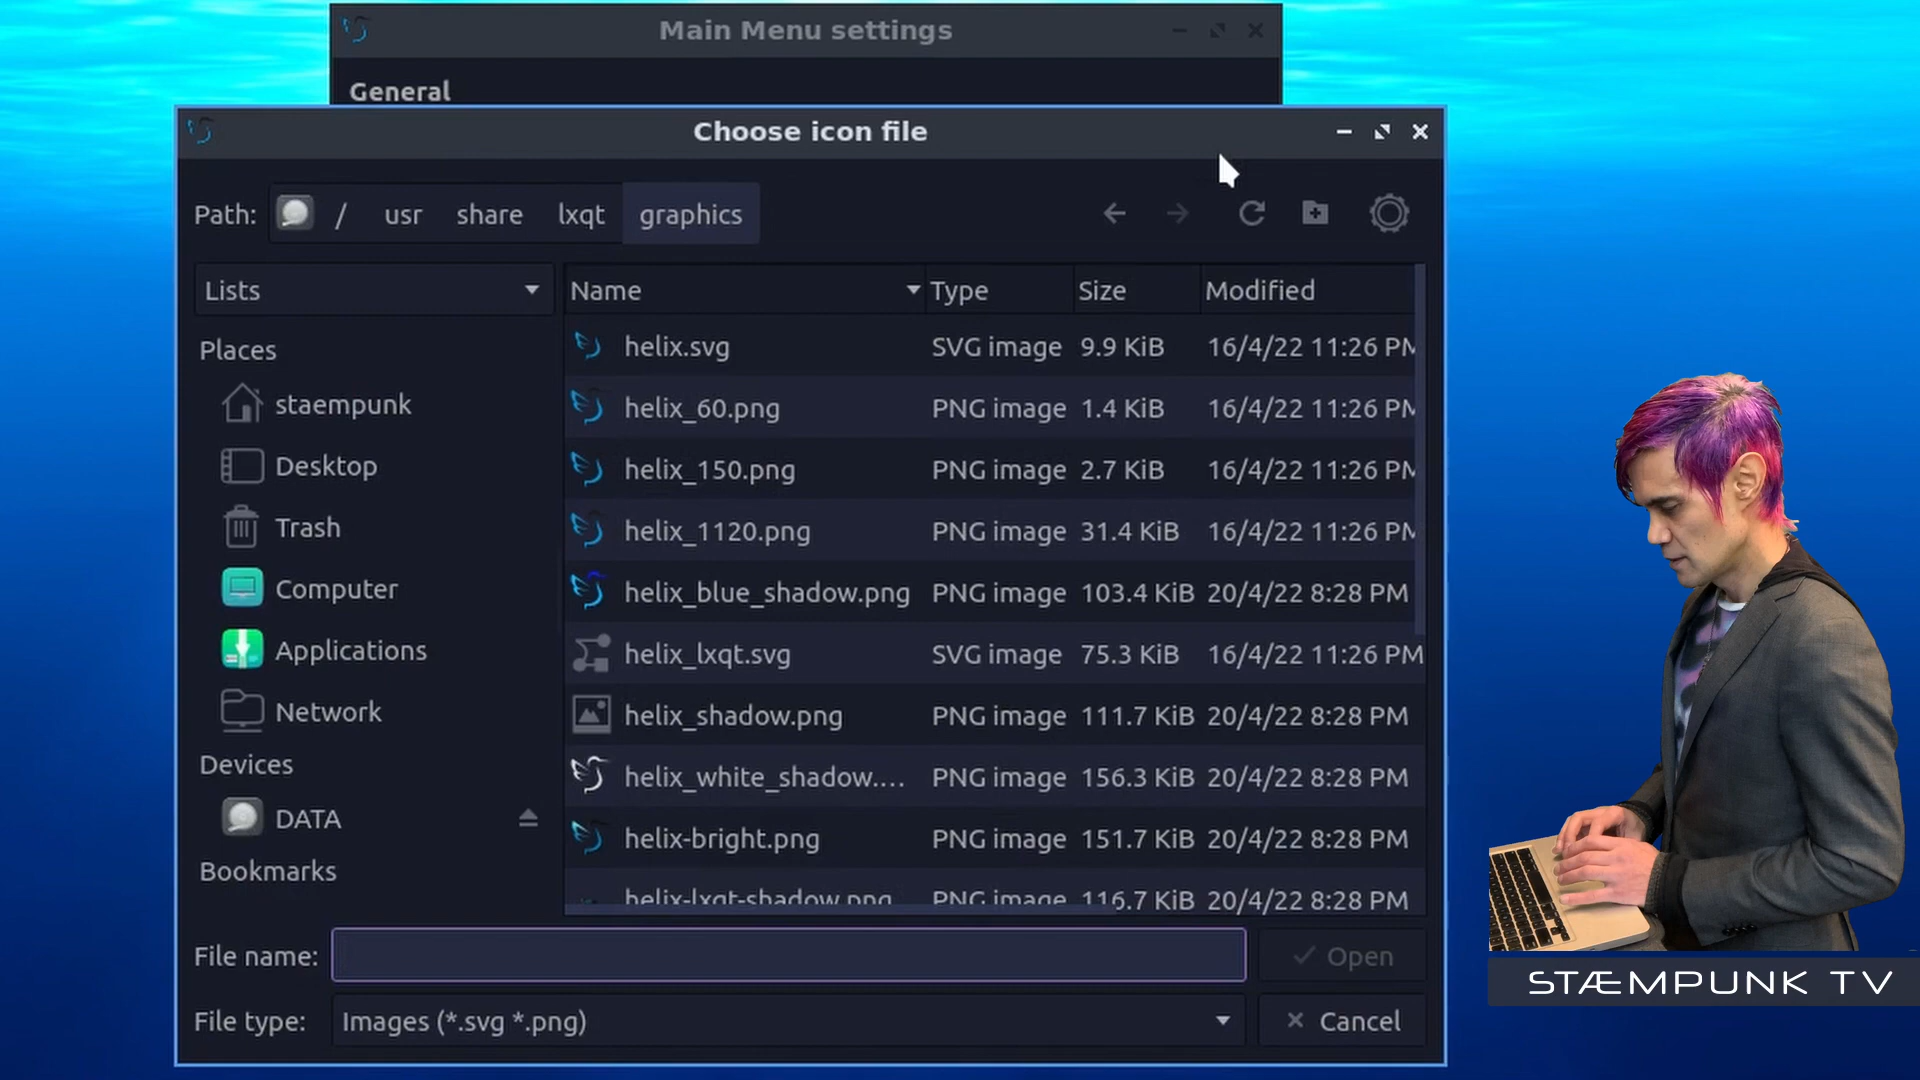 Main Menu settings
General
Choose icon file
Path: / usr share lxqt graphics
Lists
Name Type Size Modified
Places
staempunk
Desktop
Trash
Computer
Applications
Network
Devices
DATA
Bookmarks
helix.svg SVG image 9.9 KiB 16/4/22 11:26 PM
helix_60.png PNG image 1.4 KiB 16/4/22 11:26 PM
helix_150.png PNG image 2.7 KiB 16/4/22 11:26 PM
helix_1120.png PNG image 31.4 KiB 16/4/22 11:26 PM
helix_blue_shadow.png PNG image 103.4 KiB 20/4/22 8:28 PM
helix_lxqt.svg SVG image 75.3 KiB 16/4/22 11:26 PM
helix_shadow.png PNG image 111.7 KiB 20/4/22 8:28 PM
helix_white_shadow.... PNG image 156.3 KiB 20/4/22 8:28 PM
helix-bright.png PNG image 151.7 KiB 20/4/22 8:28 PM
helix-lxqt-shadow.png PNG image 116.7 KiB 20/4/22 8:28 PM
File name:
Open
File type: Images (*.svg *.png)
Cancel
STÆMPUNK TV